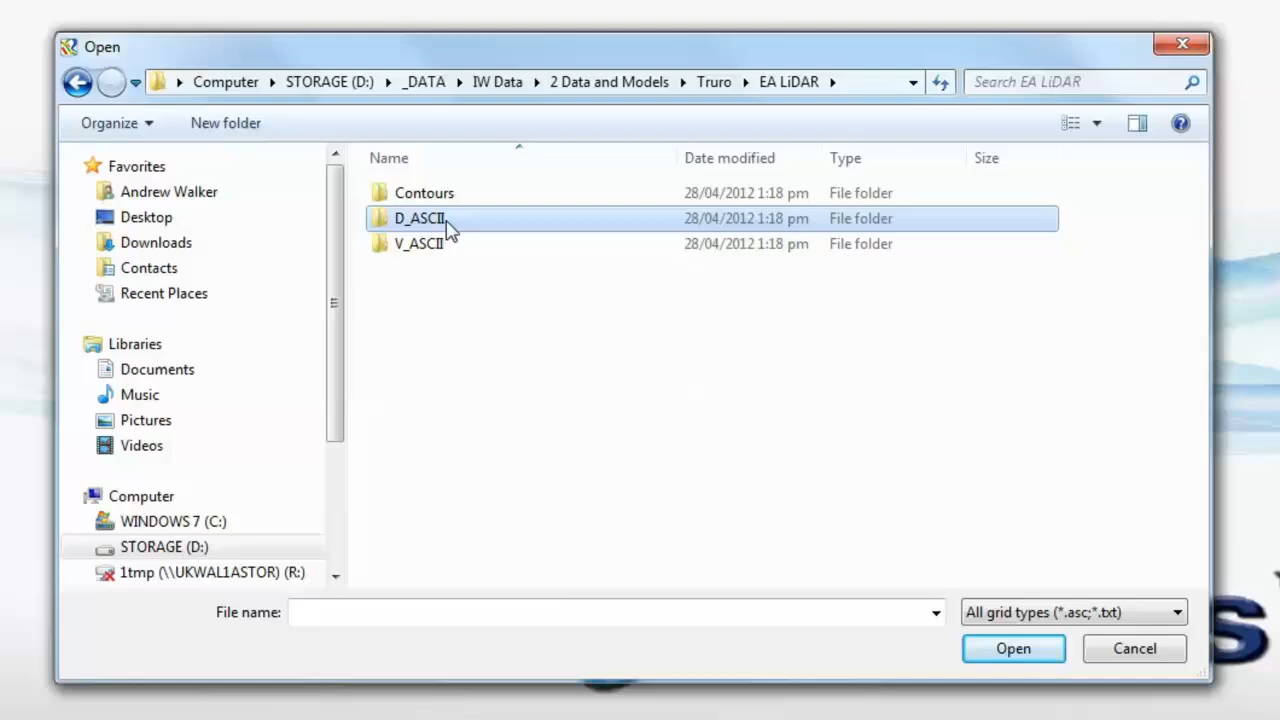 Open
Computer STORAGE (D:) _DATA IW Data 2 Data and Models Truro EA LiDAR Search EA LiDAR
Organize New folder
Name Date modified Type Size
Favorites
Andrew Walker
Desktop
Downloads
Contacts
Recent Places
Libraries
Documents
Music
Pictures
Videos
Computer
WINDOWS 7 (C:)
STORAGE (D:)
1tmp (\\UKWAL1ASTOR) (R:)
Contours 28/04/2012 1:18 pm File folder
D_ASCII 28/04/2012 1:18 pm File folder
V_ASCII 28/04/2012 1:18 pm File folder
File name: All grid types (*.asc;*.txt)
Open Cancel